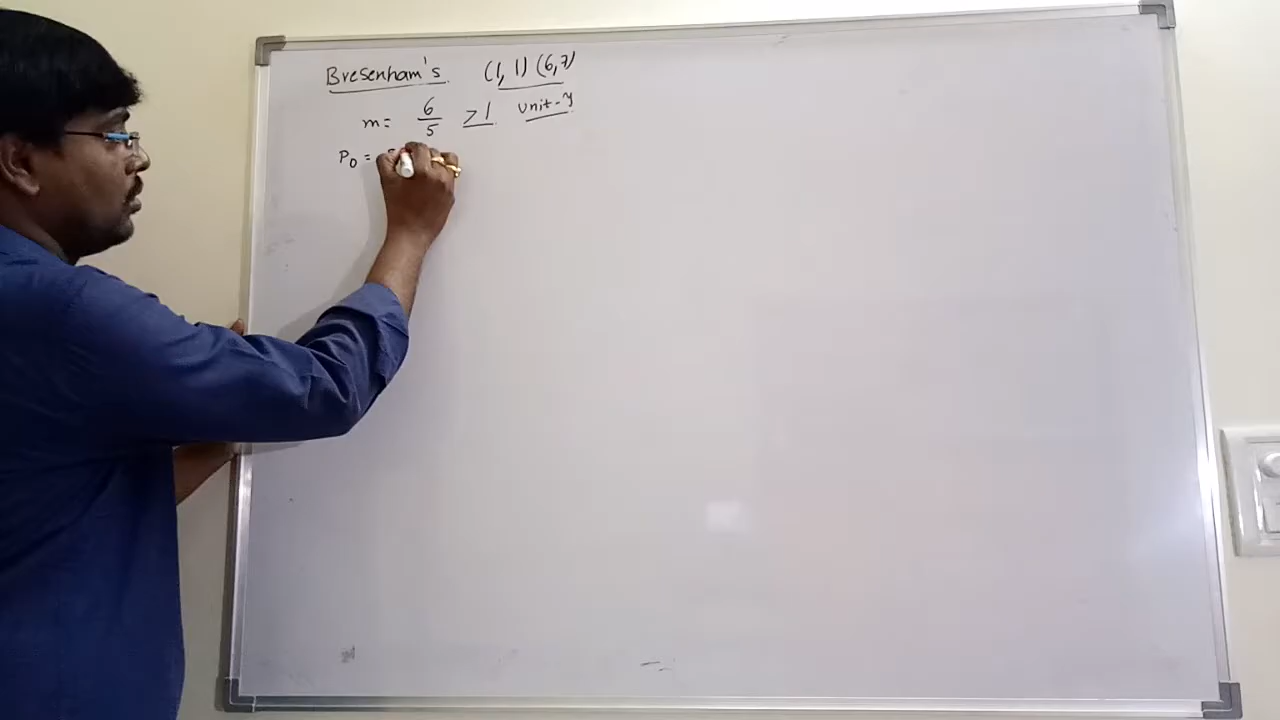 Bresenham's (1, 1) (6,7)
m= 6/5 >1 unit-y
P0 =